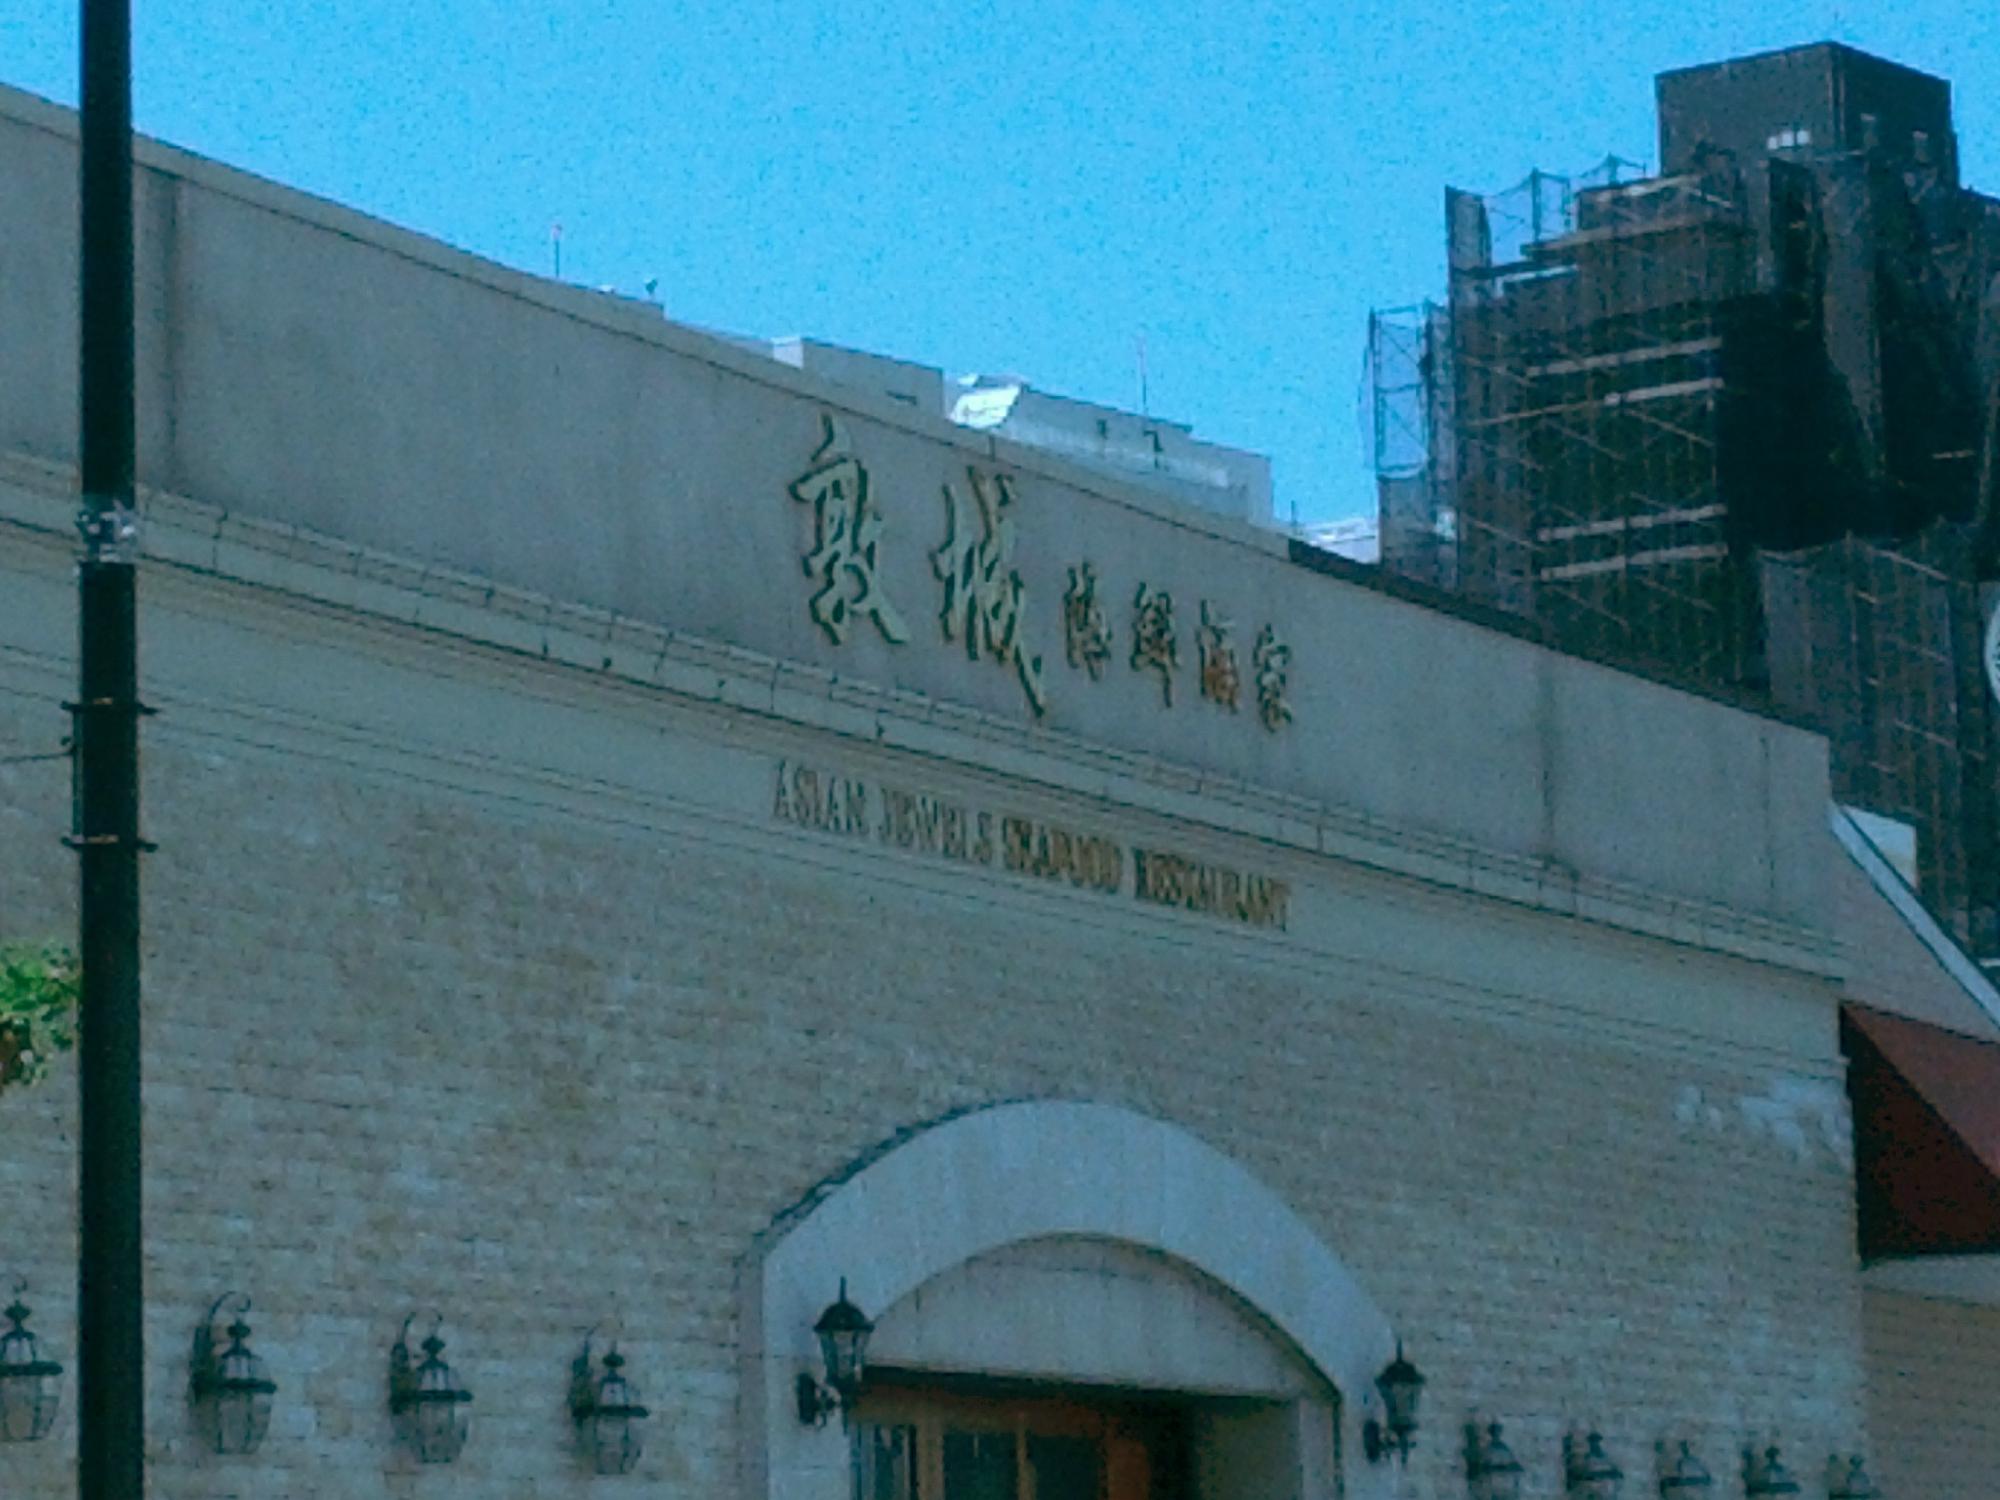 敦城海鮮酒家
ASIAN JEWELS SEAFOOD RESTAURANT